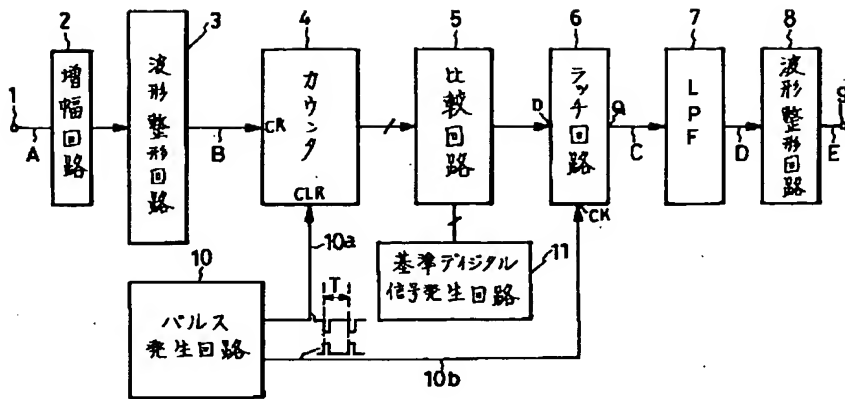 2
3
4
5
6
7
8
1
増幅回路
波形整形回路
カウンタ
比較回路
ラッチ回路
LPF
波形整形回路
9
A
B
CK
CLR
D
Q
C
D
E
CK
10
10a
T
基準ディジタル
信号発生回路
11
パルス
発生回路
10b